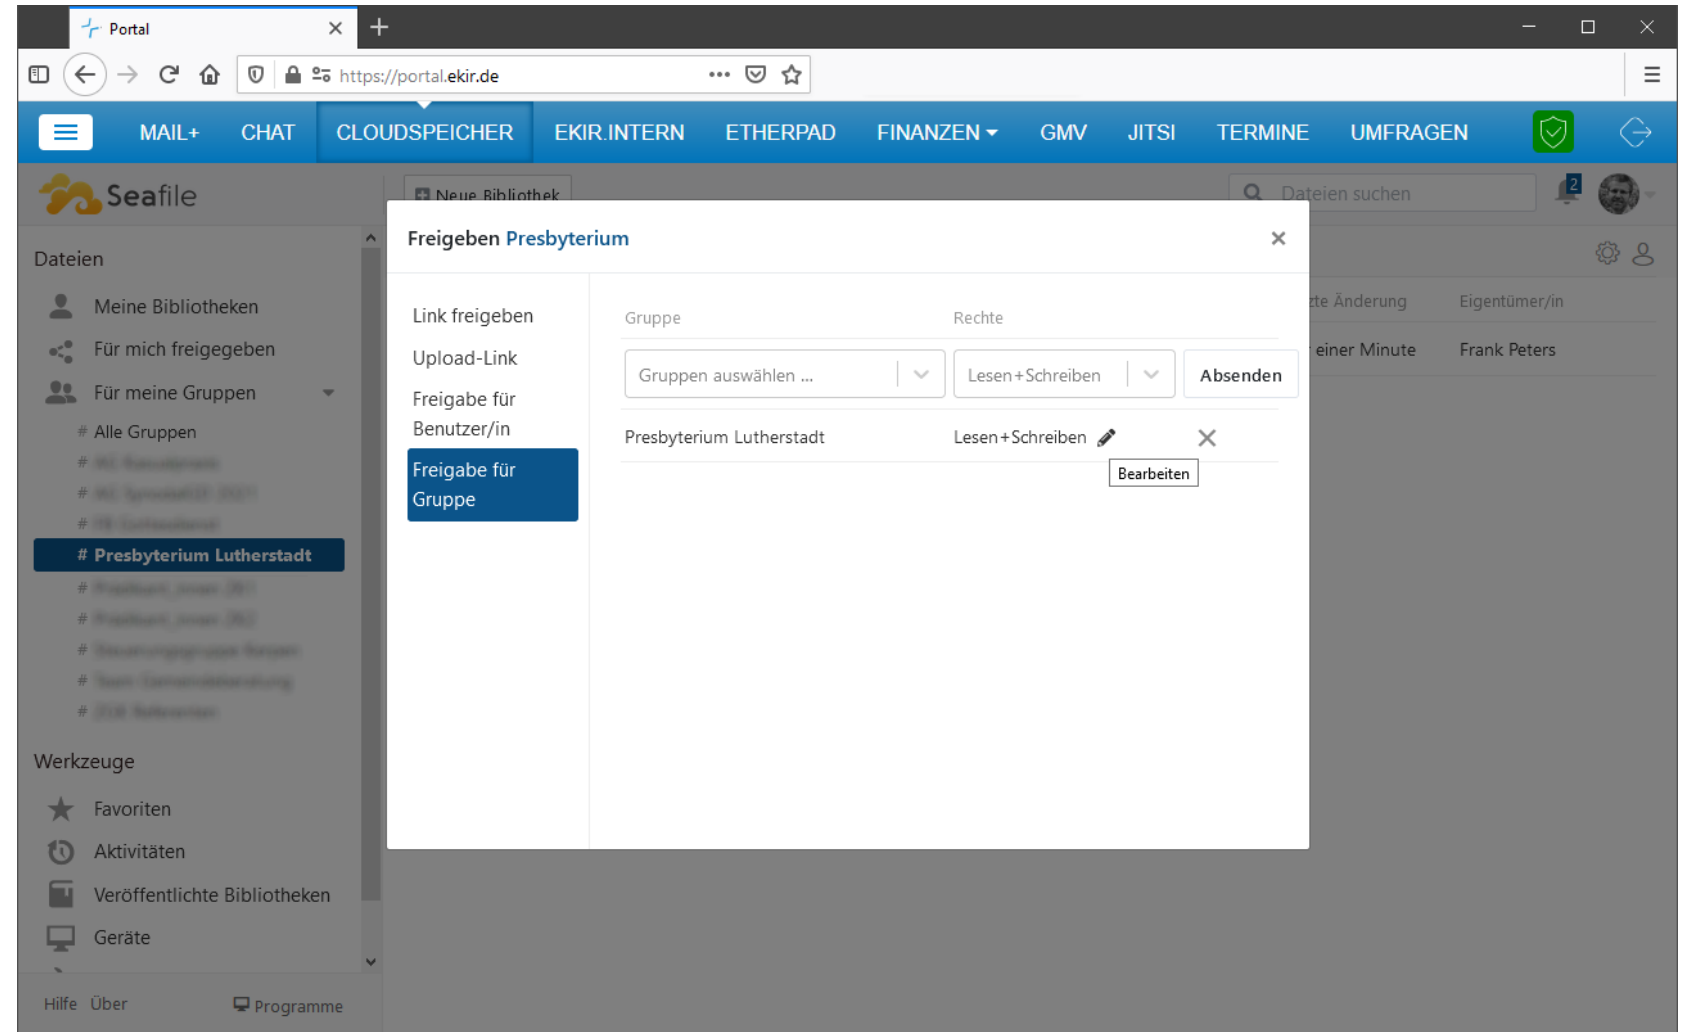 Portal
https://portal.ekir.de
MAIL+ CHAT CLOUDSPEICHER EKIR.INTERN ETHERPAD FINANZEN GMV JITSI TERMINE UMFRAGEN
Seafile
Neue Bibliothek
Dateien suchen
2
Dateien
Meine Bibliotheken
Für mich freigegeben
Für meine Gruppen
# Alle Gruppen
#
#
#
# Presbyterium Lutherstadt
#
#
#
#
#
Werkzeuge
Favoriten
Aktivitäten
Veröffentlichte Bibliotheken
Geräte
Hilfe Über Programme
Freigeben Presbyterium
Link freigeben
Upload-Link
Freigabe für
Benutzer/in
Freigabe für
Gruppe
Gruppe Rechte
Gruppen auswählen ... Lesen+Schreiben Absenden
Presbyterium Lutherstadt Lesen+Schreiben
Bearbeiten
Änderung Eigentümer/in
einer Minute Frank Peters